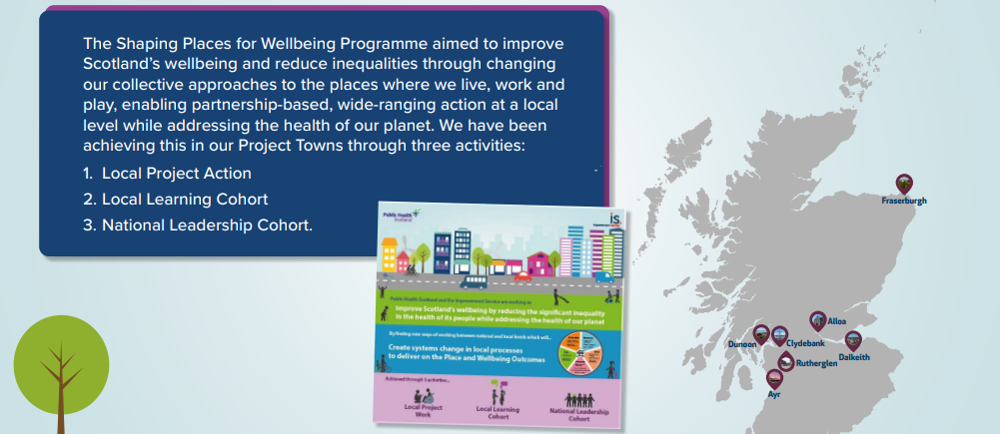 The Shaping Places for Wellbeing Programme aimed to improve
Scotland's wellbeing and reduce inequalities through changing
our collective approaches to the places where we live, work and
play, enabling partnership-based, wide-ranging action at a local
level while addressing the health of our planet. We have been
achieving this in our Project Towns through three activities:
1. Local Project Action
2. Local Learning Cohort
3. National Leadership Cohort.
Public Health
Scotland
is.
Public Health Scotland and the Improvement Service are working to
Improve Scotland's wellbeing by reducing the significant inequality
in the health of its people while addressing the health of our planet
By finding new ways of working between national and local levels which will...
Create systems change in local processes
to deliver on the Place and Wellbeing Outcomes
Achieved through 3 activities...
Local Project
Work
Local Learning
Cohort
National Leadership
Cohort
Fraserburgh
Alloa
Dunoon
Clydebank
Dalkeith
Rutherglen
Ayr